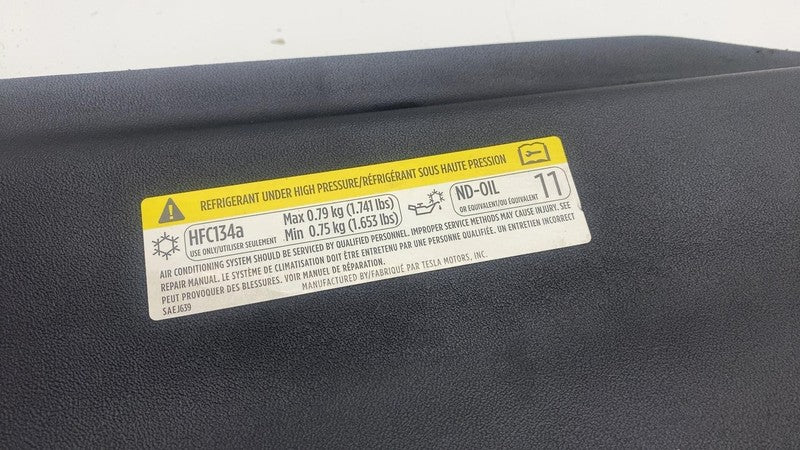 REFRIGERANT UNDER HIGH PRESSURE/RÉFRIGÉRANT SOUS HAUTE PRESSION
HFC134a
USE ONLY/UTILISER SEULEMENT
Max 0.79 kg (1.741 lbs)
Min 0.75 kg (1.653 lbs)
ND-OIL 11
OR EQUIVALENT/OU ÉQUIVALENT
AIR CONDITIONING SYSTEM SHOULD BE SERVICED BY QUALIFIED PERSONNEL. IMPROPER SERVICE METHODS MAY CAUSE INJURY. SEE
REPAIR MANUAL. LE SYSTÈME DE CLIMATISATION DOIT ÊTRE ENTRETENU PAR UNE PERSONNE QUALIFIÉE. UN ENTRETIEN INCORRECT
PEUT PROVOQUER DES BLESSURES. VOIR MANUEL DE RÉPARATION.
MANUFACTURED BY/FABRIQUÉ PAR TESLA MOTORS, INC.
SAEJ639